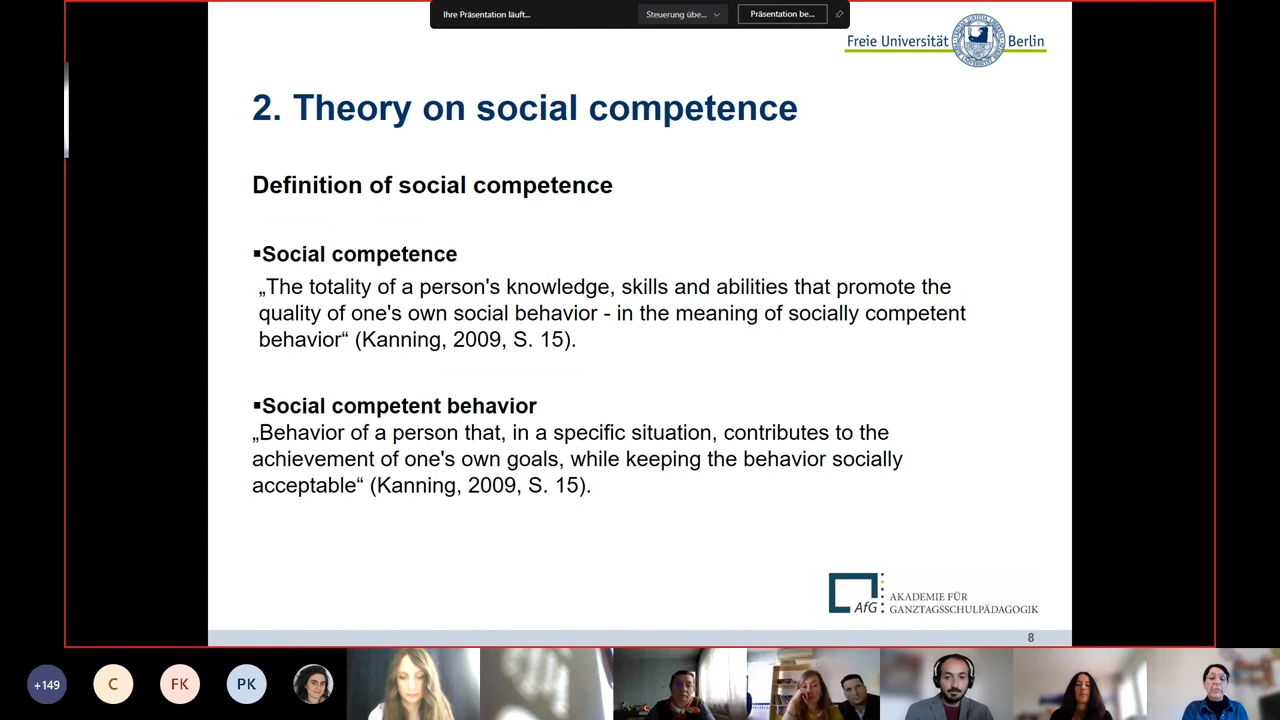 Ihre Präsentation läuft...
Steuerung übe...
Präsentation be...
Freie Universität Berlin
2. Theory on social competence
Definition of social competence
▪Social competence
„The totality of a person's knowledge, skills and abilities that promote the
quality of one's own social behavior - in the meaning of socially competent
behavior“ (Kanning, 2009, S. 15).
▪Social competent behavior
„Behavior of a person that, in a specific situation, contributes to the
achievement of one's own goals, while keeping the behavior socially
acceptable“ (Kanning, 2009, S. 15).
AfG
AKADEMIE FÜR
GANZTAGSSCHULPÄDAGOGIK
8
+149
C
FK
PK